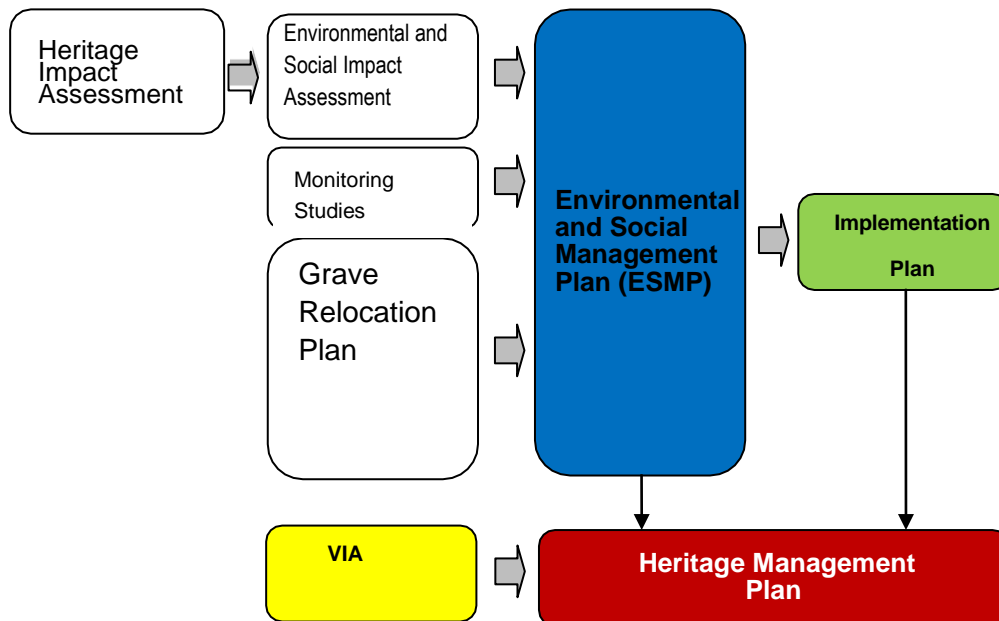 Heritage
Impact
Assessment
Environmental and
Social Impact
Assessment
Monitoring
Studies
Grave
Relocation
Plan
Environmental
and Social
Management
Plan (ESMP)
Implementation
Plan
VIA
Heritage Management
Plan